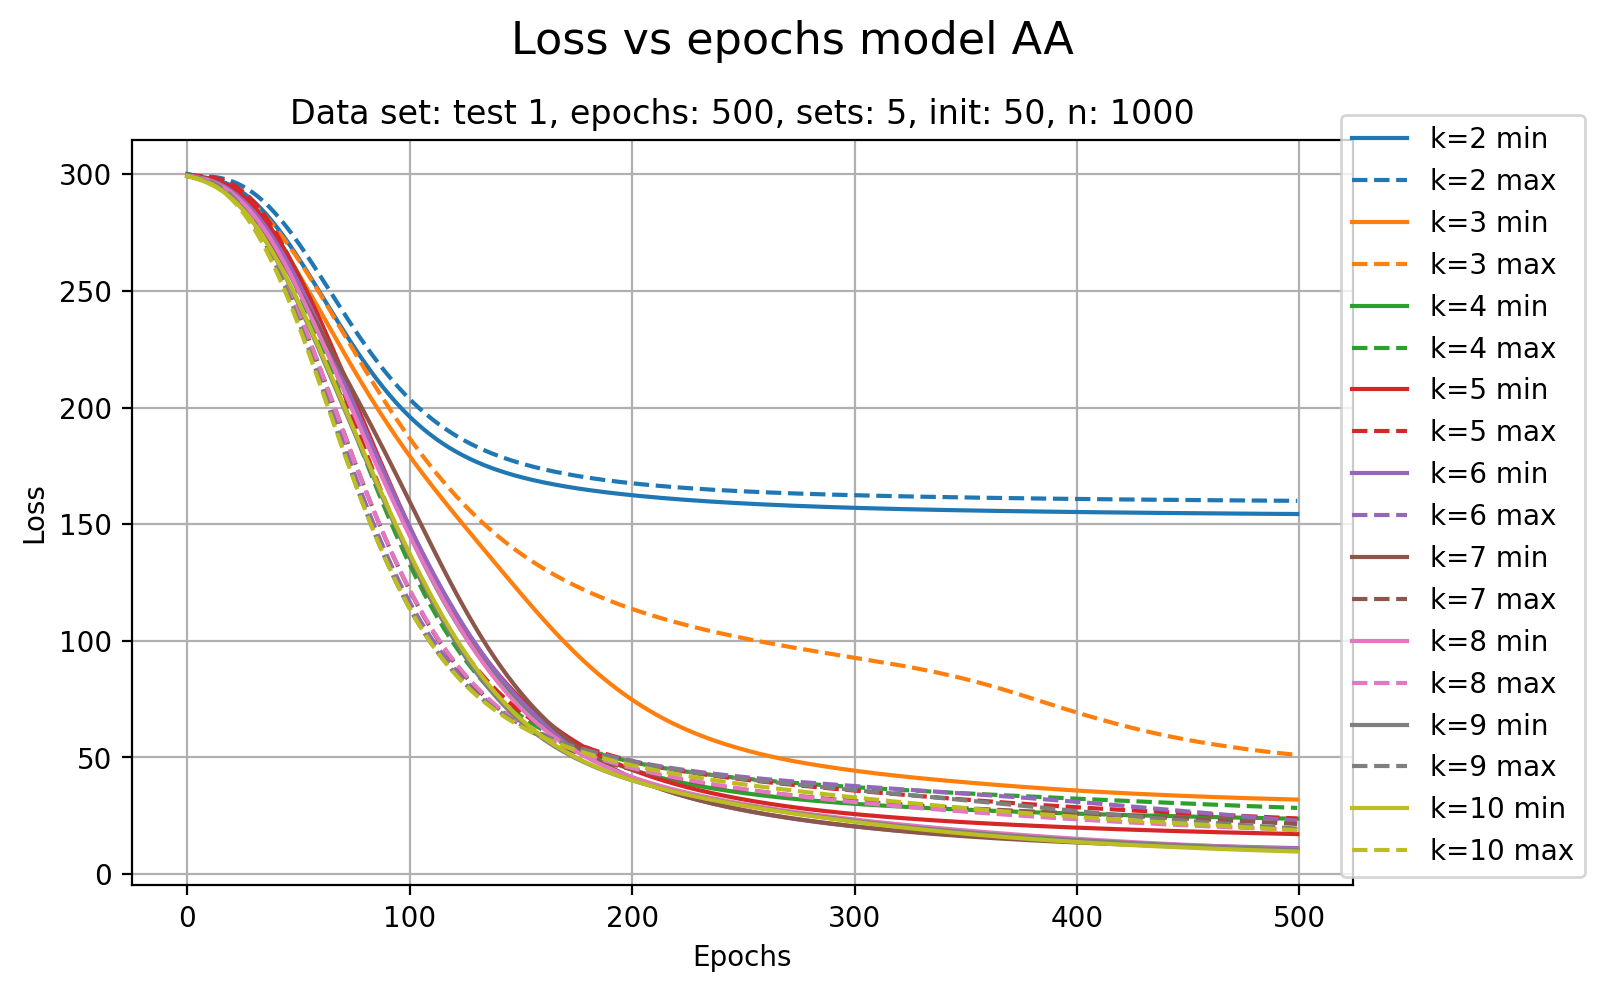 Loss vs epochs model AA
Data set: test 1, epochs: 500, sets: 5, init: 50, n: 1000
300
250
200
150
100
50
0
Loss
0 100 200 300 400 500
Epochs
k=2 min
k=2 max
k=3 min
k=3 max
k=4 min
k=4 max
k=5 min
k=5 max
k=6 min
k=6 max
k=7 min
k=7 max
k=8 min
k=8 max
k=9 min
k=9 max
k=10 min
k=10 max